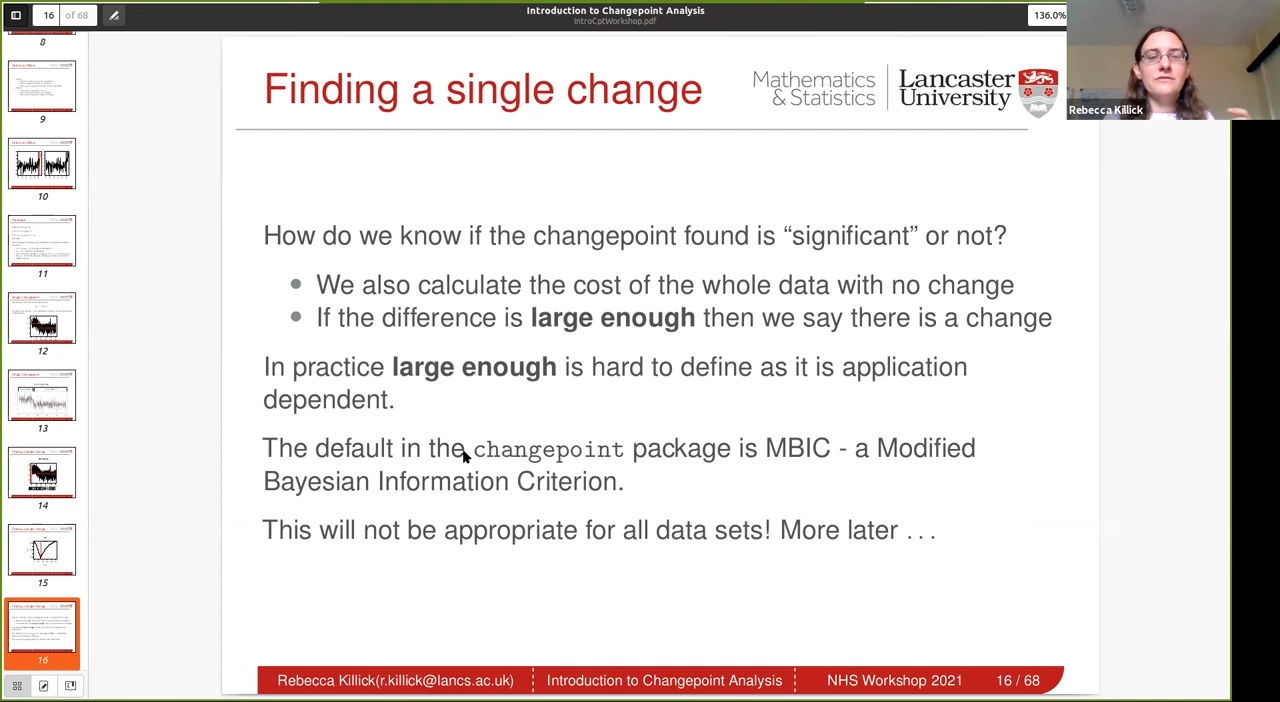 Introduction to Changepoint Analysis
IntroCptWorkshop.pdf
16 of 68
136.0%
8
9
10
11
12
13
14
15
16
Finding a single change
Mathematics
& Statistics
Lancaster
University
Rebecca Killick
How do we know if the changepoint found is “significant” or not?
We also calculate the cost of the whole data with no change
If the difference is large enough then we say there is a change
In practice large enough is hard to define as it is application
dependent.
The default in the changepoint package is MBIC - a Modified
Bayesian Information Criterion.
This will not be appropriate for all data sets! More later . . .
Rebecca Killick(r.killick@lancs.ac.uk)
Introduction to Changepoint Analysis
NHS Workshop 2021
16 / 68